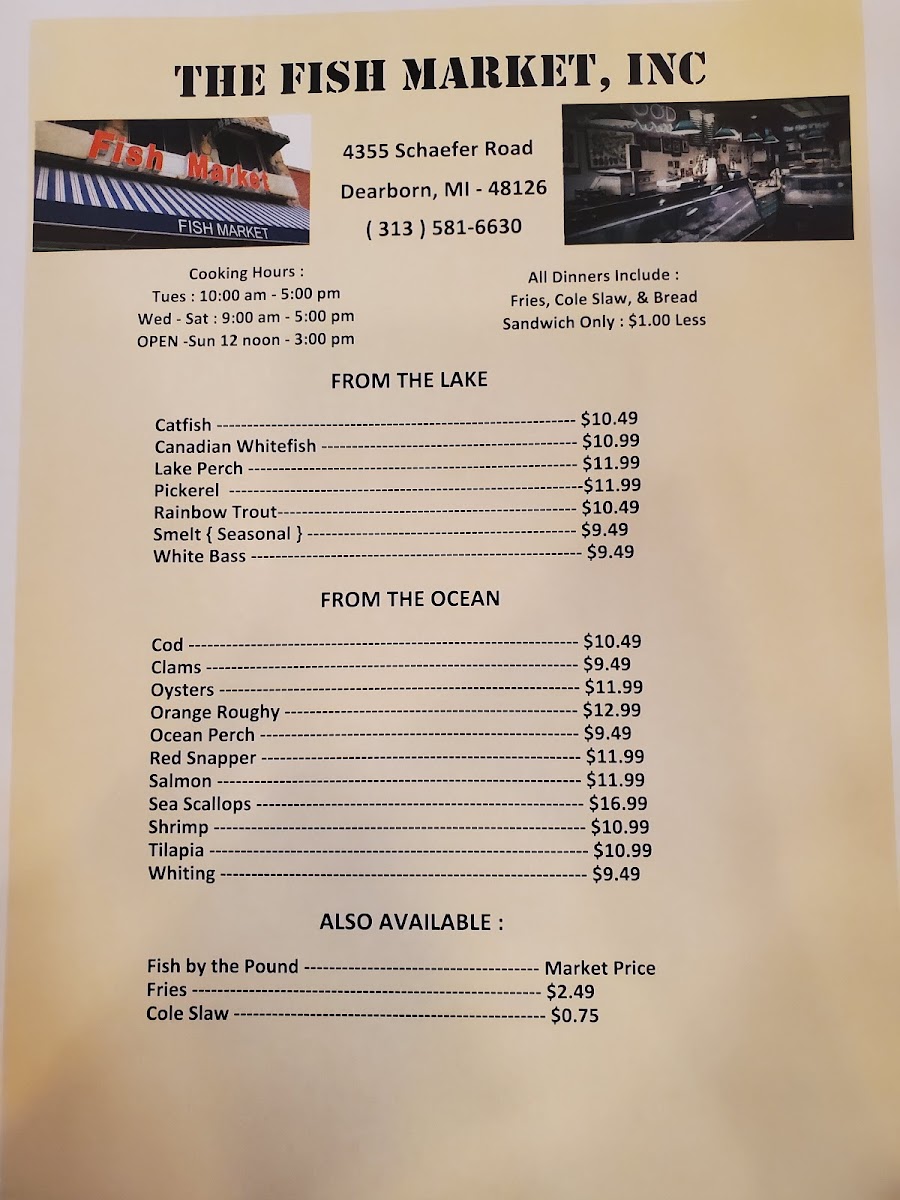 THE FISH MARKET, INC
Fish Market
FISH MARKET
4355 Schaefer Road
Dearborn, MI - 48126
( 313 ) 581-6630
Cooking Hours :
Tues : 10:00 am - 5:00 pm
Wed - Sat : 9:00 am - 5:00 pm
OPEN -Sun 12 noon - 3:00 pm
All Dinners Include :
Fries, Cole Slaw, & Bread
Sandwich Only : $1.00 Less
FROM THE LAKE
Catfish ---------------------------------------- $10.49
Canadian Whitefish ---------------------------------------- $10.99
Lake Perch ---------------------------------------- $11.99
Pickerel ----------------------------------------$11.99
Rainbow Trout---------------------------------------- $10.49
Smelt { Seasonal } ---------------------------------------- $9.49
White Bass ---------------------------------------- $9.49
FROM THE OCEAN
Cod ---------------------------------------- $10.49
Clams ---------------------------------------- $9.49
Oysters ---------------------------------------- $11.99
Orange Roughy ---------------------------------------- $12.99
Ocean Perch ---------------------------------------- $9.49
Red Snapper ---------------------------------------- $11.99
Salmon ---------------------------------------- $11.99
Sea Scallops ---------------------------------------- $16.99
Shrimp ---------------------------------------- $10.99
Tilapia ---------------------------------------- $10.99
Whiting ---------------------------------------- $9.49
ALSO AVAILABLE :
Fish by the Pound ---------------------------------------- Market Price
Fries ---------------------------------------- $2.49
Cole Slaw ---------------------------------------- $0.75